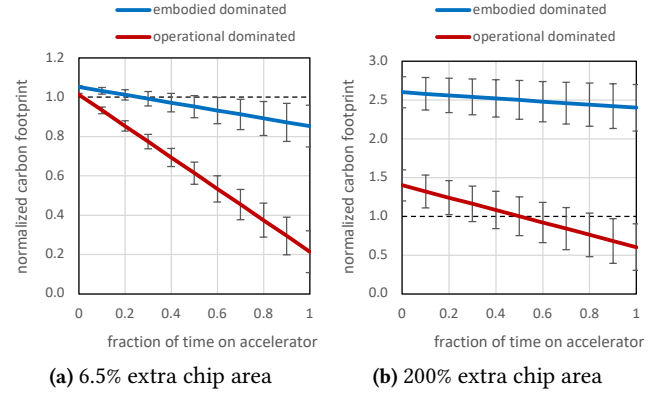 embodied dominated
operational dominated
normalized carbon footprint
1.2
1.0
0.8
0.6
0.4
0.2
0.0
0 0.2 0.4 0.6 0.8 1
fraction of time on accelerator
(a) 6.5% extra chip area
embodied dominated
operational dominated
normalized carbon footprint
3.0
2.5
2.0
1.5
1.0
0.5
0.0
0 0.2 0.4 0.6 0.8 1
fraction of time on accelerator
(b) 200% extra chip area